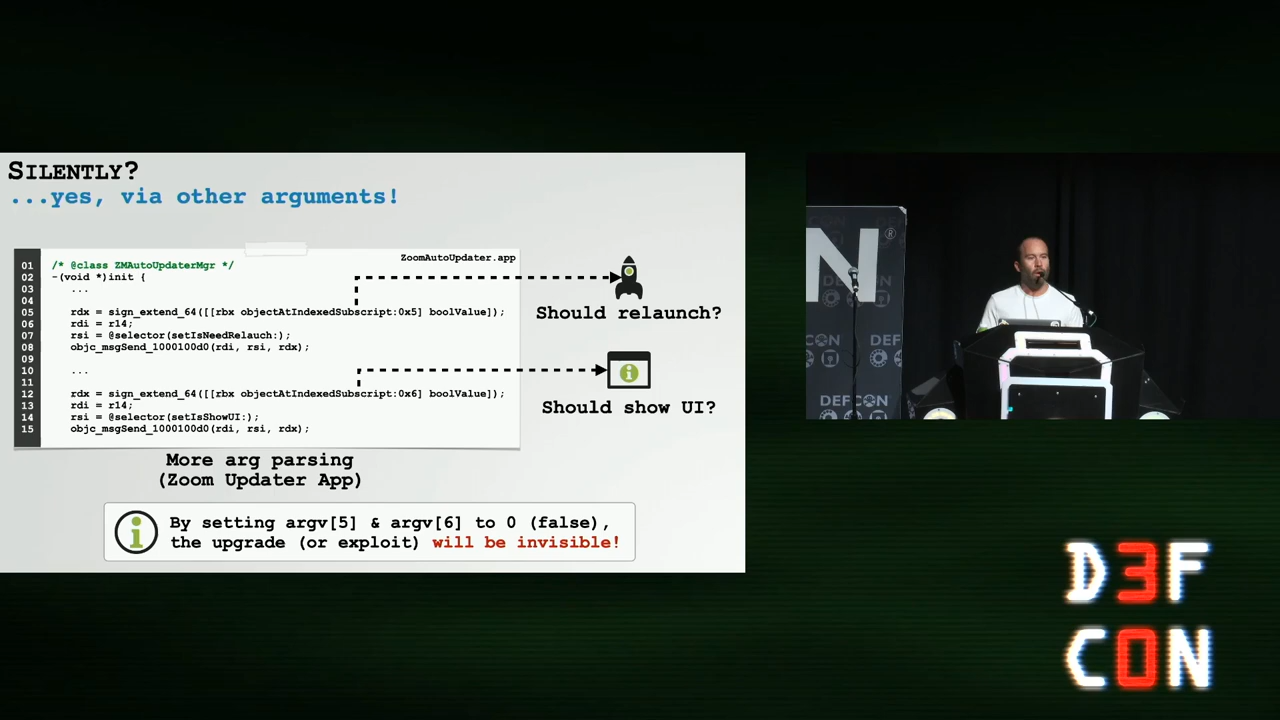 SILENTLY?
...yes, via other arguments!
ZoomAutoUpdater.app
01 /* @class ZMAutoUpdaterMgr */
02 -(void *)init {
03 ...
04
05 rdx = sign_extend_64([[rbx objectAtIndexedSubscript:0x5] boolValue]);
06 rdi = r14;
07 rsi = @selector(setIsNeedRelauch:);
08 objc_msgSend_1000100d0(rdi, rsi, rdx);
09
10 ...
11
12 rdx = sign_extend_64([[rbx objectAtIndexedSubscript:0x6] boolValue]);
13 rdi = r14;
14 rsi = @selector(setIsShowUI:);
15 objc_msgSend_1000100d0(rdi, rsi, rdx);
Should relaunch?
Should show UI?
More arg parsing
(Zoom Updater App)
By setting argv[5] & argv[6] to 0 (false),
the upgrade (or exploit) will be invisible!
N®
CON
DEF
DEFCON
D3F
C0N